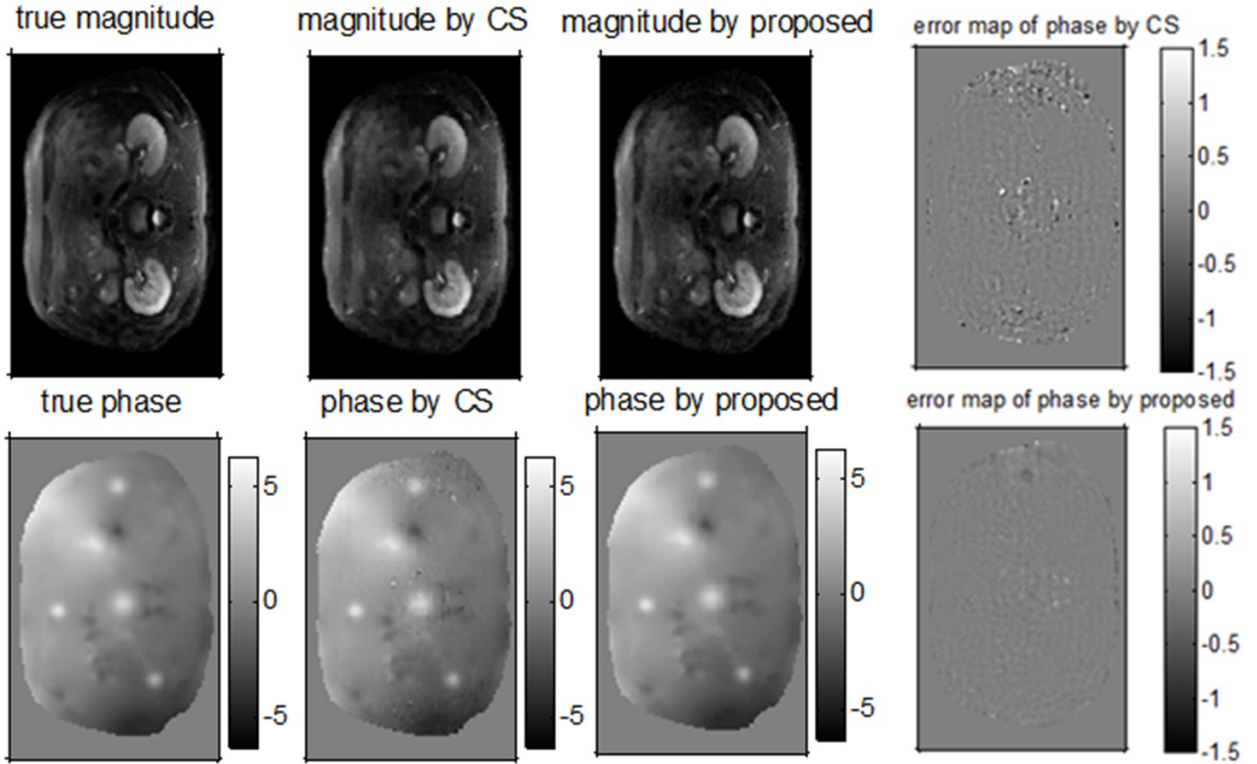 true magnitude
magnitude by CS
magnitude by proposed
error map of phase by CS
1.5
1
0.5
0
-0.5
-1
-1.5
true phase
phase by CS
phase by proposed
error map of phase by proposed
5
0
-5
5
0
-5
5
0
-5
1.5
1
0.5
0
-0.5
-1
-1.5